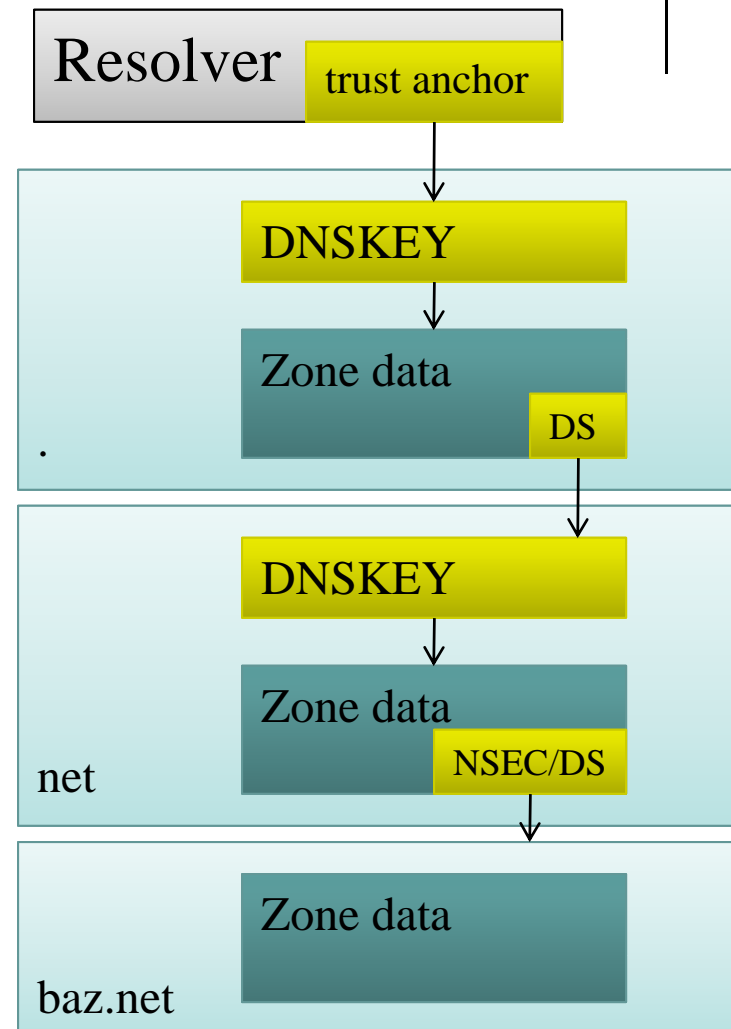 Resolver
trust anchor
DNSKEY
Zone data
DS
.
DNSKEY
Zone data
NSEC/DS
net
Zone data
baz.net